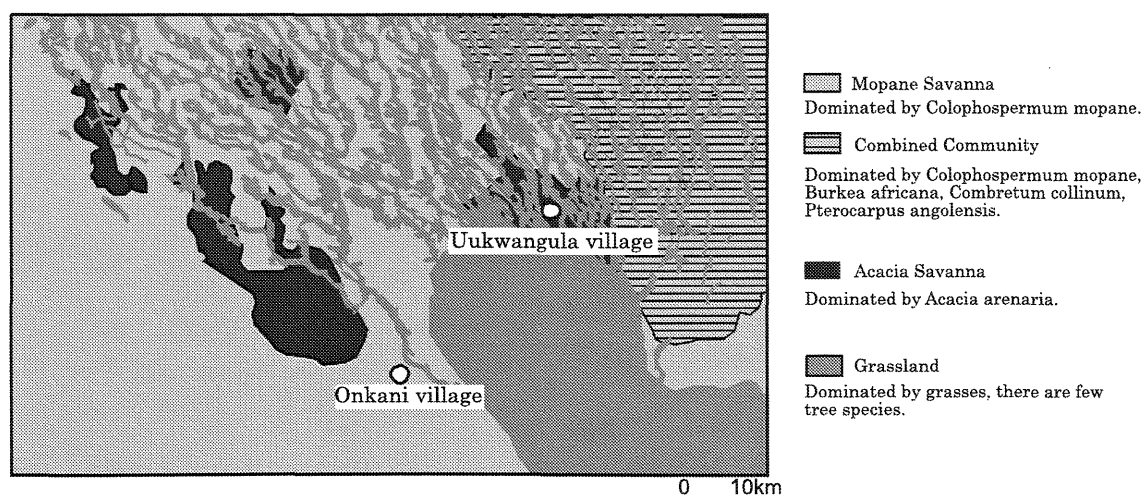 Uukwangula village
Onkani village
0 10km
Mopane Savanna
Dominated by Colophospermum mopane.
Combined Community
Dominated by Colophospermum mopane,
Burkea africana, Combretum collinum,
Pterocarpus angolensis.
Acacia Savanna
Dominated by Acacia arenaria.
Grassland
Dominated by grasses, there are few
tree species.